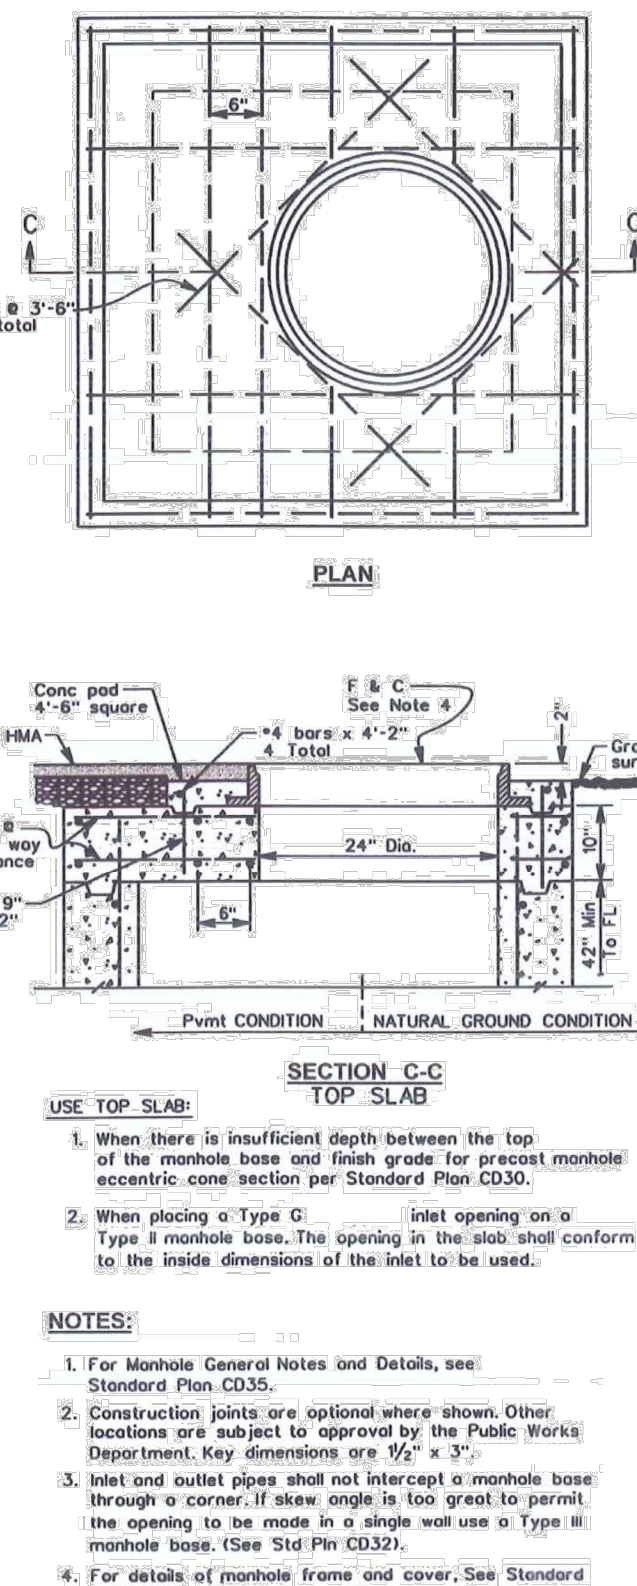 6"
C
C
@ 3'-6"
total
PLAN
Conc pad
4'-6" square
F & C
See Note 4
2"
HMA
#4 bars x 4'-2"
4 Total
Gro
sur
@
way
ance
24" Dia.
10"
9"
2"
6"
42" Min
To FL
Pvmt CONDITION
NATURAL GROUND CONDITION
SECTION C-C
TOP SLAB
USE TOP SLAB:
1. When there is insufficient depth between the top
of the manhole base and finish grade for precast manhole
eccentric cone section per Standard Plan CD30.
2. When placing a Type G inlet opening on a
Type II manhole base. The opening in the slab shall conform
to the inside dimensions of the inlet to be used.
NOTES:
1. For Manhole General Notes and Details, see
Standard Plan CD35.
2. Construction joints are optional where shown. Other
locations are subject to approval by the Public Works
Department. Key dimensions are 1½" x 3".
3. Inlet and outlet pipes shall not intercept a manhole base
through a corner. If skew angle is too great to permit
the opening to be made in a single wall use a Type III
manhole base. (See Std Pln CD32).
4. For details of manhole frame and cover, See Standard